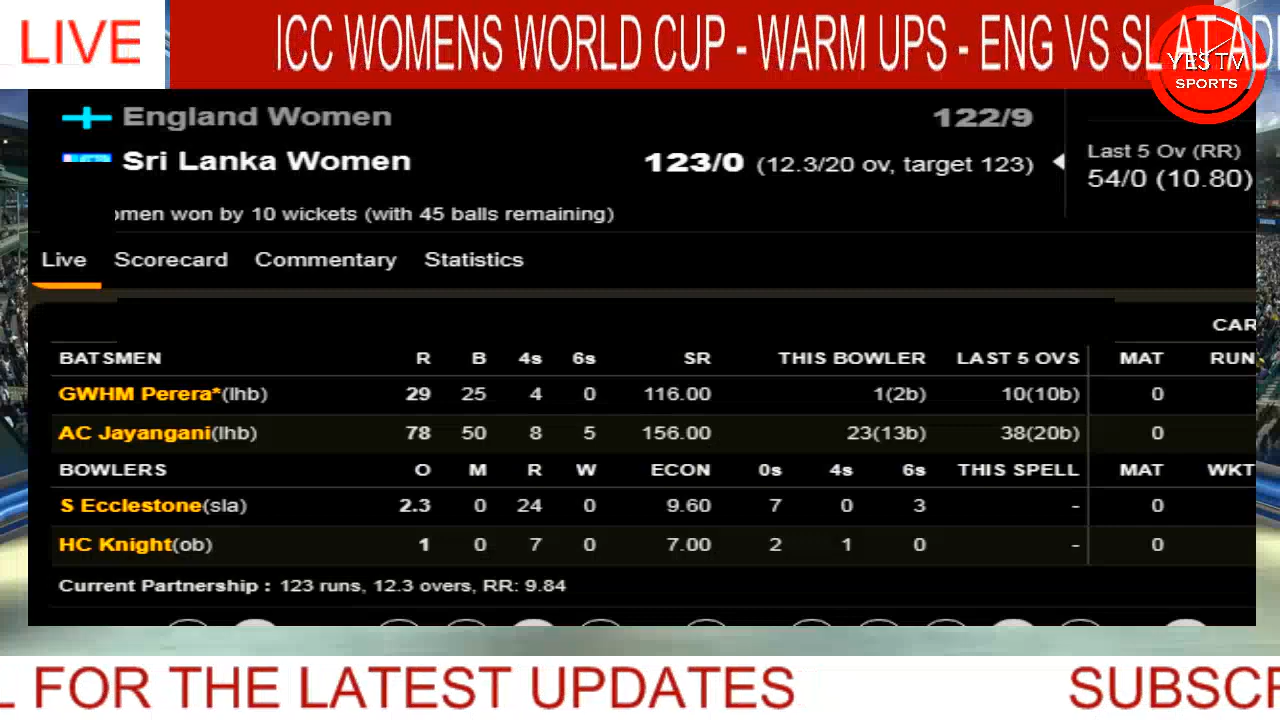 LIVE
ICC WOMENS WORLD CUP - WARM UPS - ENG VS SL AT
YES TV
SPORTS
England Women 122/9
Sri Lanka Women 123/0 (12.3/20 ov, target 123)
Last 5 Ov (RR)
54/0 (10.80)
won by 10 wickets (with 45 balls remaining)
Live Scorecard Commentary Statistics
BATSMEN R B 4s 6s SR THIS BOWLER LAST 5 OVS MAT
GWHM Perera*(lhb) 29 25 4 0 116.00 1(2b) 10(10b) 0
AC Jayangani(lhb) 78 50 8 5 156.00 23(13b) 38(20b) 0
BOWLERS O M R W ECON 0s 4s 6s THIS SPELL MAT
S Ecclestone(sla) 2.3 0 24 0 9.60 7 0 3 - 0
HC Knight(ob) 1 0 7 0 7.00 2 1 0 - 0
Current Partnership : 123 runs, 12.3 overs, RR: 9.84
FOR THE LATEST UPDATES